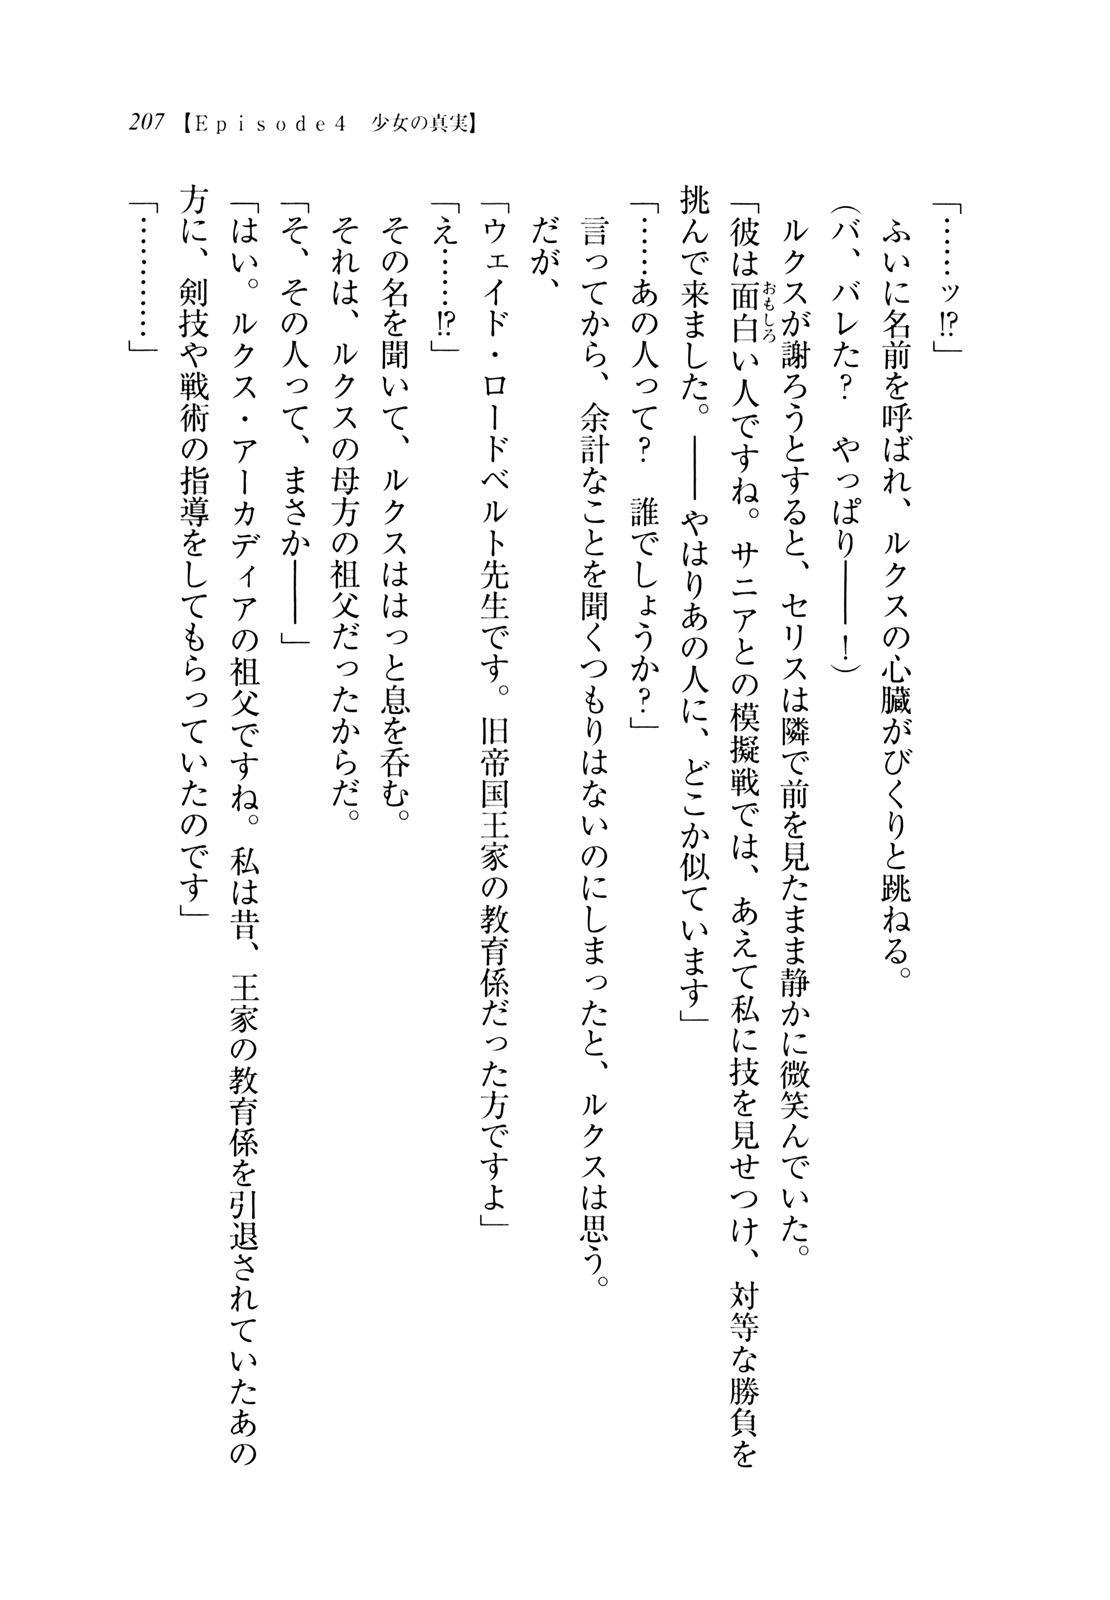 207 【Episode4　少女の真実】
「……ッ!?」
　ふいに名前を呼ばれ、ルクスの心臓がびくりと跳ねる。
（バ、バレた？　やっぱり――！）
　ルクスが謝ろうとすると、セリスは隣で前を見たまま静かに微笑んでいた。
「彼は面白い人ですね。サニアとの模擬戦では、あえて私に技を見せつけ、対等な勝負を
挑んで来ました。――やはりあの人に、どこか似ています」
「……あの人って？　誰でしょうか？」
　言ってから、余計なことを聞くつもりはないのにしまったと、ルクスは思う。
　だが、
「ウェイド・ロードベルト先生です。旧帝国王家の教育係だった方ですよ」
「え……!?」
　その名を聞いて、ルクスははっと息を呑む。
　それは、ルクスの母方の祖父だったからだ。
「そ、その人って、まさか――」
「はい。ルクス・アーカディアの祖父ですね。私は昔、王家の教育係を引退されていたあの
方に、剣技や戦術の指導をしてもらっていたのです」
「…………」